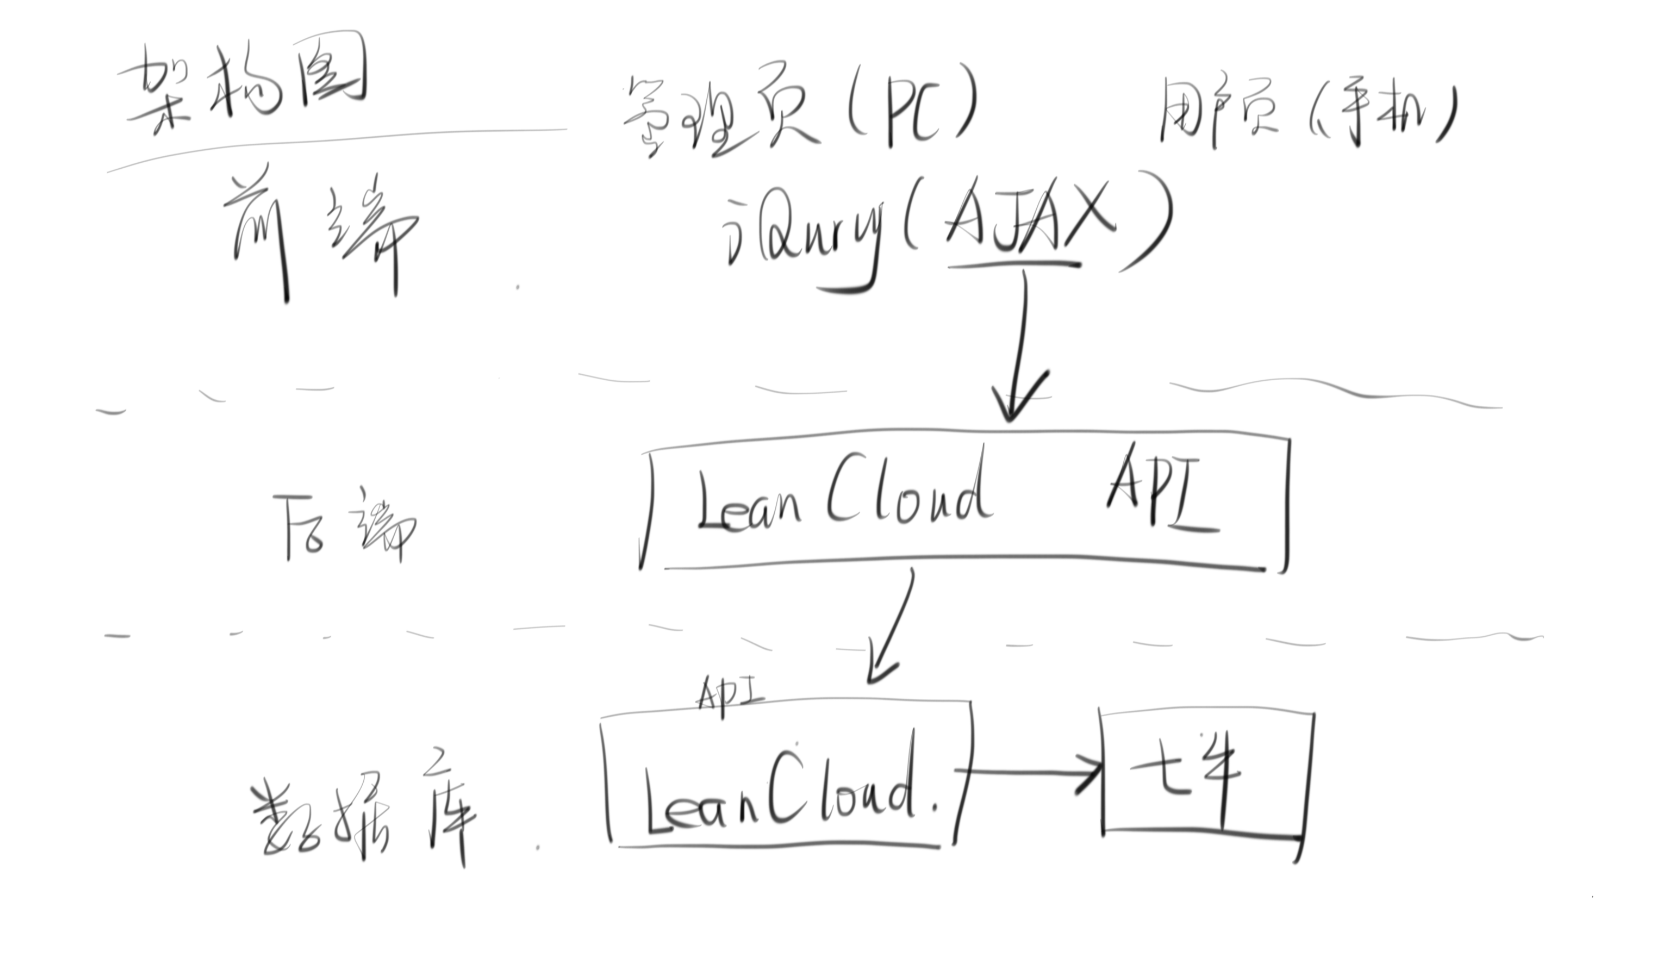 架构图
管理页(PC) 用户页(手机)
前端 jQury(AJAX)
后端 LeanCloud API
API
数据库 LeanCloud. 七牛